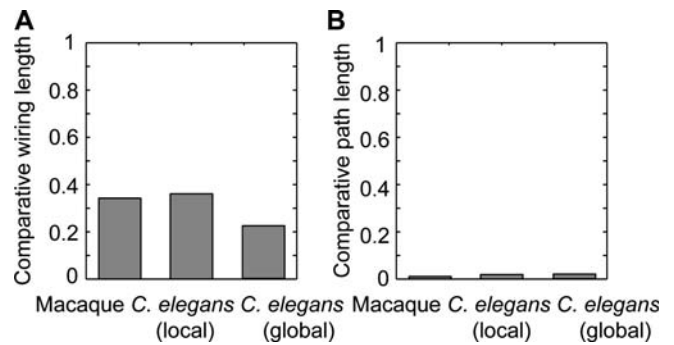 A
Comparative wiring length
1
0.8
0.6
0.4
0.2
0
Macaque C. elegans C. elegans
(local) (global)
B
Comparative path length
1
0.8
0.6
0.4
0.2
0
Macaque C. elegans C. elegans
(local) (global)